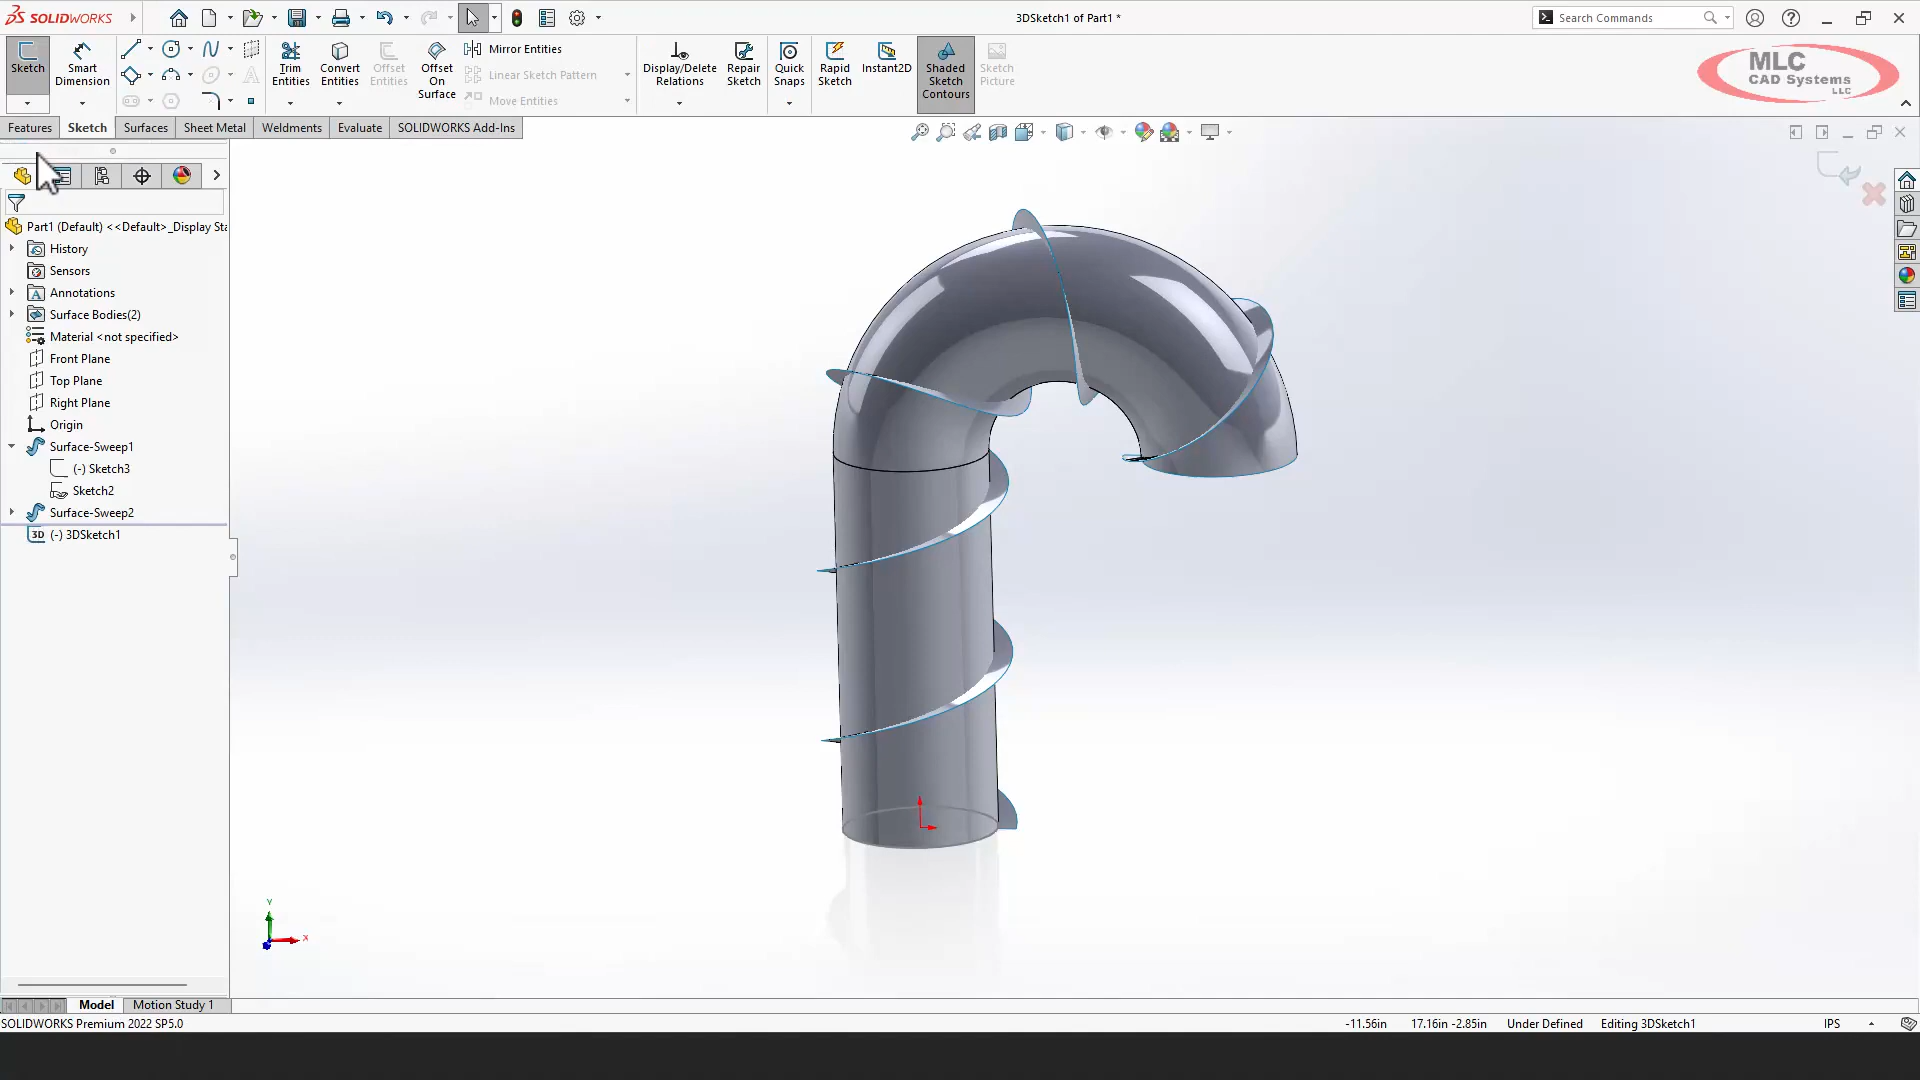 SOLIDWORKS
3DSketch1 of Part1 *
Search Commands
Sketch
Smart Dimension
Trim Entities
Convert Entities
Offset Entities
Offset On Surface
Mirror Entities
Linear Sketch Pattern
Move Entities
Display/Delete Relations
Repair Sketch
Quick Snaps
Rapid Sketch
Instant2D
Shaded Sketch Contours
Sketch Picture
MLC
CAD Systems
LLC
Features
Sketch
Surfaces
Sheet Metal
Weldments
Evaluate
SOLIDWORKS Add-Ins
Part1 (Default) <<Default>_Display Sta
History
Sensors
Annotations
Surface Bodies(2)
Material <not specified>
Front Plane
Top Plane
Right Plane
Origin
Surface-Sweep1
(-) Sketch3
Sketch2
Surface-Sweep2
3D (-) 3DSketch1
Y
X
Model
Motion Study 1
SOLIDWORKS Premium 2022 SP5.0
-11.56in
17.16in -2.85in
Under Defined
Editing 3DSketch1
IPS